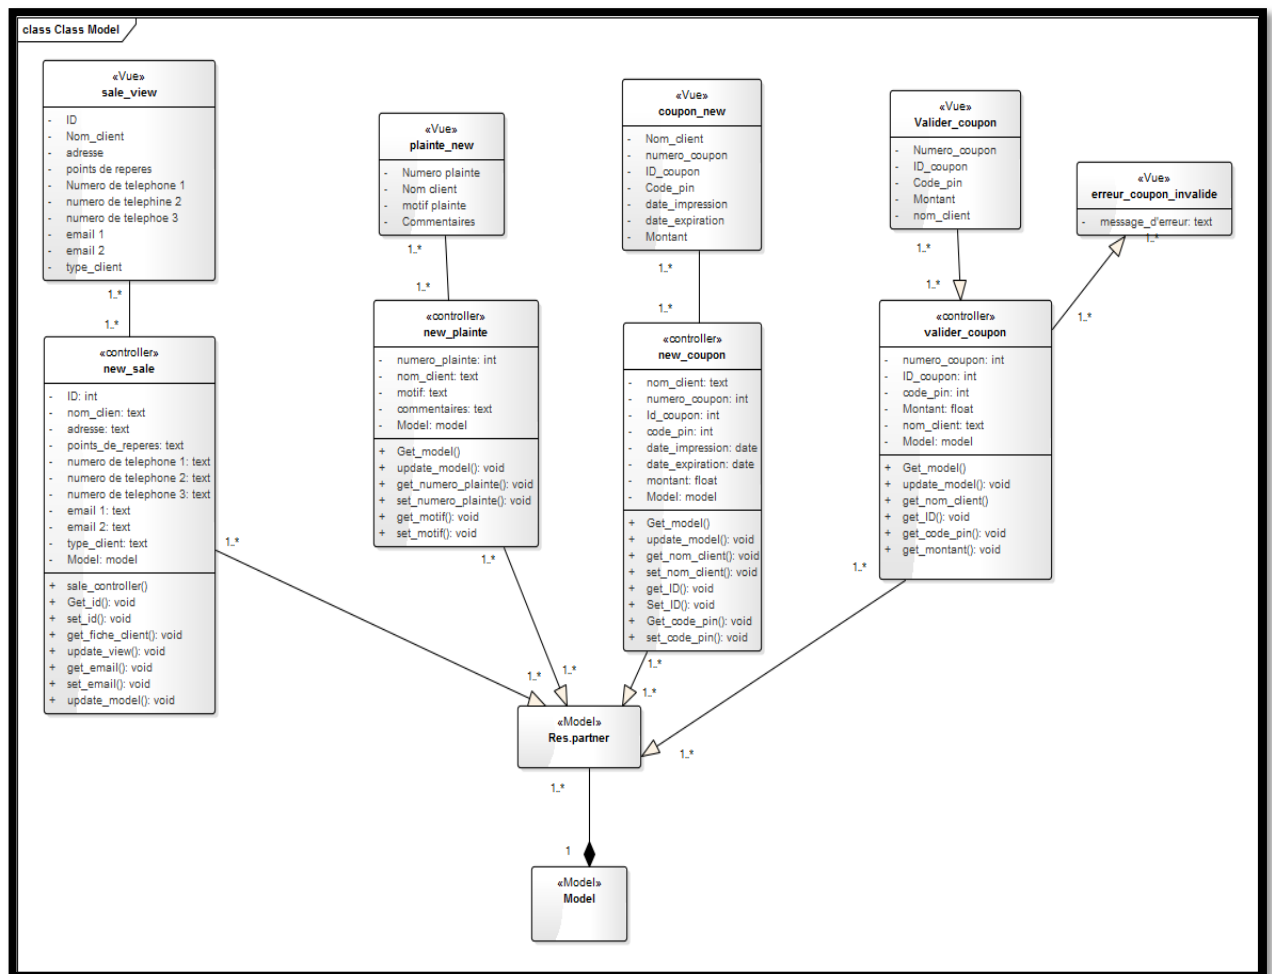 class Class Model
«Vue»
sale_view
- ID
- Nom_client
- adresse
- points de reperes
- Numero de telephone 1
- numero de telephine 2
- numero de telephoe 3
- email 1
- email 2
- type_client
1..*
1..*
«controller»
new_sale
- ID: int
- nom_clien: text
- adresse: text
- points_de_reperes: text
- numero de telephone 1: text
- numero de telephone 2: text
- numero de telephone 3: text
- email 1: text
- email 2: text
- type_client: text
- Model: model
+ sale_controller()
+ Get_id(): void
+ set_id(): void
+ get_fiche_client(): void
+ update_view(): void
+ get_email(): void
+ set_email(): void
+ update_model(): void
1..*
1..*
«Vue»
plainte_new
- Numero plainte
- Nom client
- motif plainte
- Commentaires
1..*
1..*
«controller»
new_plainte
- numero_plainte: int
- nom_client: text
- motif: text
- commentaires: text
- Model: model
+ Get_model()
+ update_model(): void
+ get_numero_plainte(): void
+ set_numero_plainte(): void
+ get_motif(): void
+ set_motif(): void
1..*
1..*
«Vue»
coupon_new
- Nom_client
- numero_coupon
- ID_coupon
- Code_pin
- date_impression
- date_expiration
- Montant
1..*
1..*
«controller»
new_coupon
- nom_client: text
- numero_coupon: int
- Id_coupon: int
- code_pin: int
- date_impression: date
- date_expiration: date
- montant: float
- Model: model
+ Get_model()
+ update_model(): void
+ get_nom_client(): void
+ set_nom_client(): void
+ get_ID(): void
+ Set_ID(): void
+ Get_code_pin(): void
+ set_code_pin(): void
1..*
1..*
«Vue»
Valider_coupon
- Numero_coupon
- ID_coupon
- Code_pin
- Montant
- nom_client
1..*
1..*
«controller»
valider_coupon
- numero_coupon: int
- ID_coupon: int
- code_pin: int
- Montant: float
- nom_client: text
- Model: model
+ Get_model()
+ update_model(): void
+ get_nom_client()
+ get_ID(): void
+ get_code_pin(): void
+ get_montant(): void
1..*
1..*
«Vue»
erreur_coupon_invalide
- message_d'erreur: text
1..*
1..*
«Model»
Res.partner
1..*
1
«Model»
Model